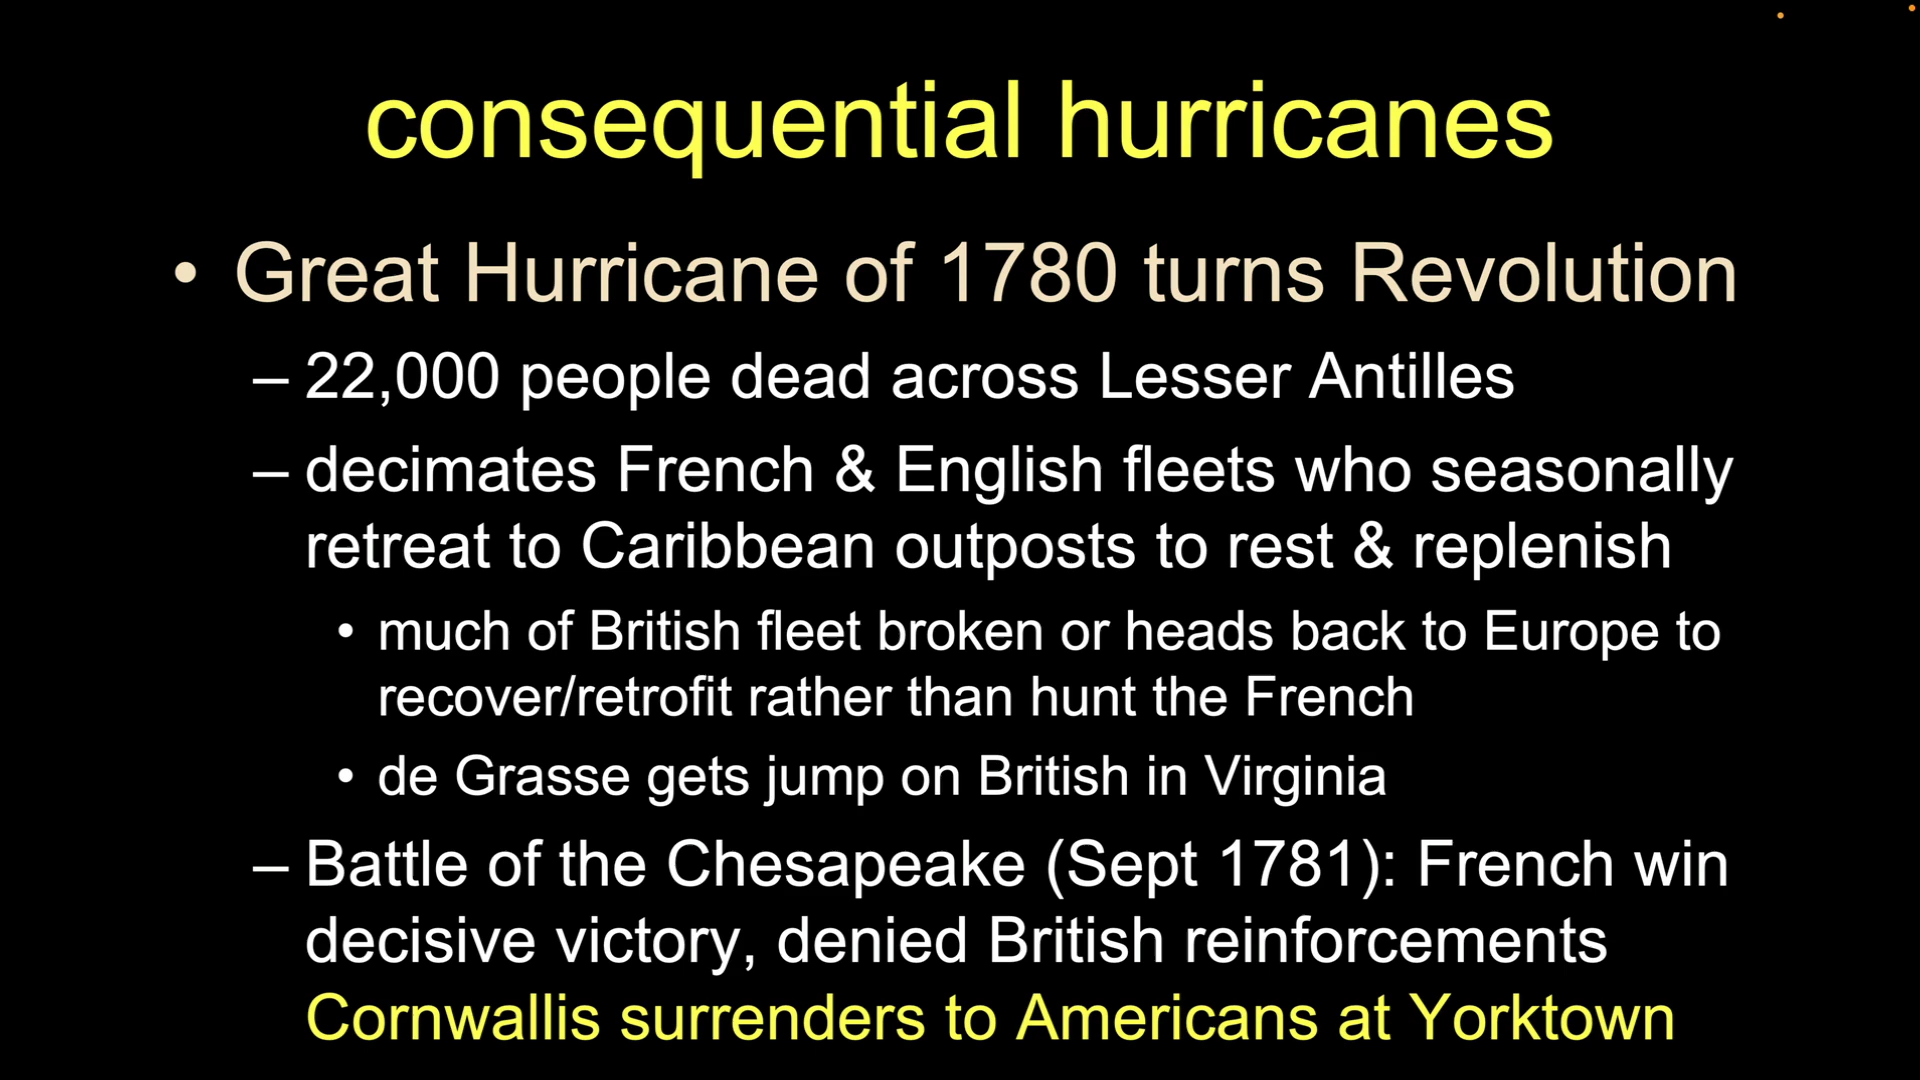 consequential hurricanes
• Great Hurricane of 1780 turns Revolution
– 22,000 people dead across Lesser Antilles
– decimates French & English fleets who seasonally
retreat to Caribbean outposts to rest & replenish
• much of British fleet broken or heads back to Europe to
recover/retrofit rather than hunt the French
• de Grasse gets jump on British in Virginia
– Battle of the Chesapeake (Sept 1781): French win
decisive victory, denied British reinforcements
Cornwallis surrenders to Americans at Yorktown